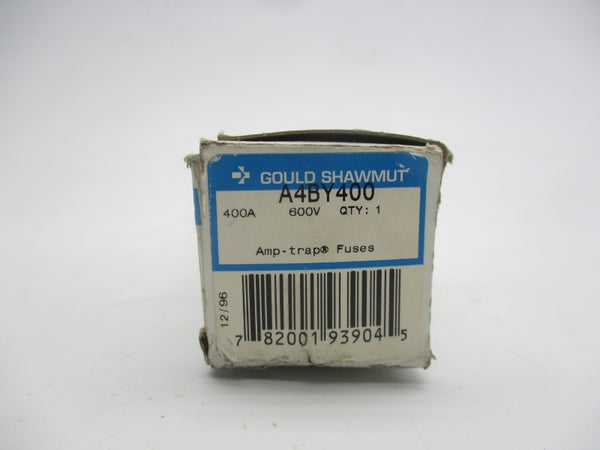 GOULD SHAWMUT
A4BY400
400A 600V QTY: 1
Amp-trap® Fuses
12/96
7 82001 93904 5